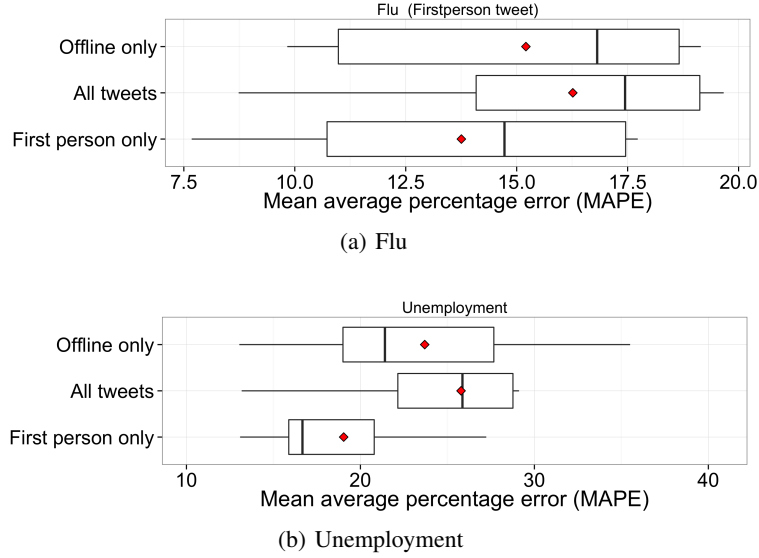 Flu (Firstperson tweet)
Offline only
All tweets
First person only
7.5 10.0 12.5 15.0 17.5 20.0
Mean average percentage error (MAPE)
(a) Flu
Unemployment
Offline only
All tweets
First person only
10 20 30 40
Mean average percentage error (MAPE)
(b) Unemployment